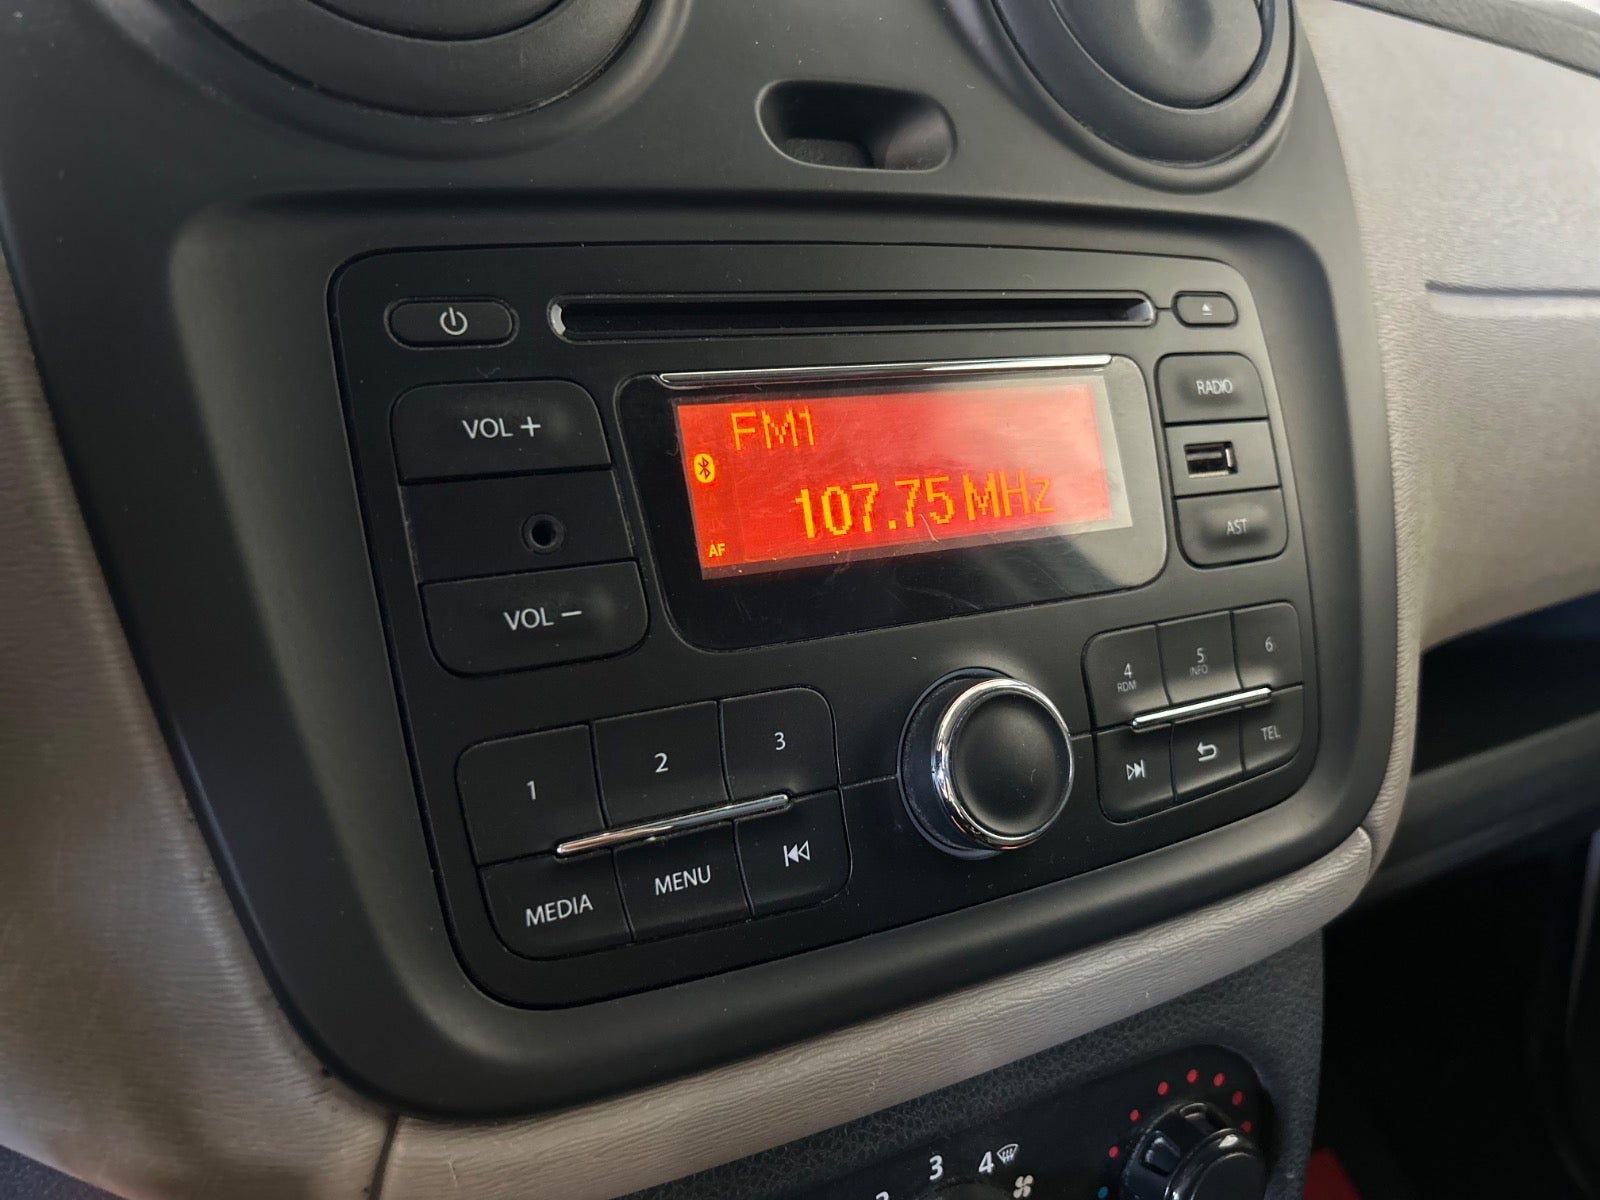 RADIO
VOL +
FM1
107.75 MHz
AF
AST
VOL −
4
RDM
5
INFO
6
1
2
3
TEL
MEDIA
MENU
3
4